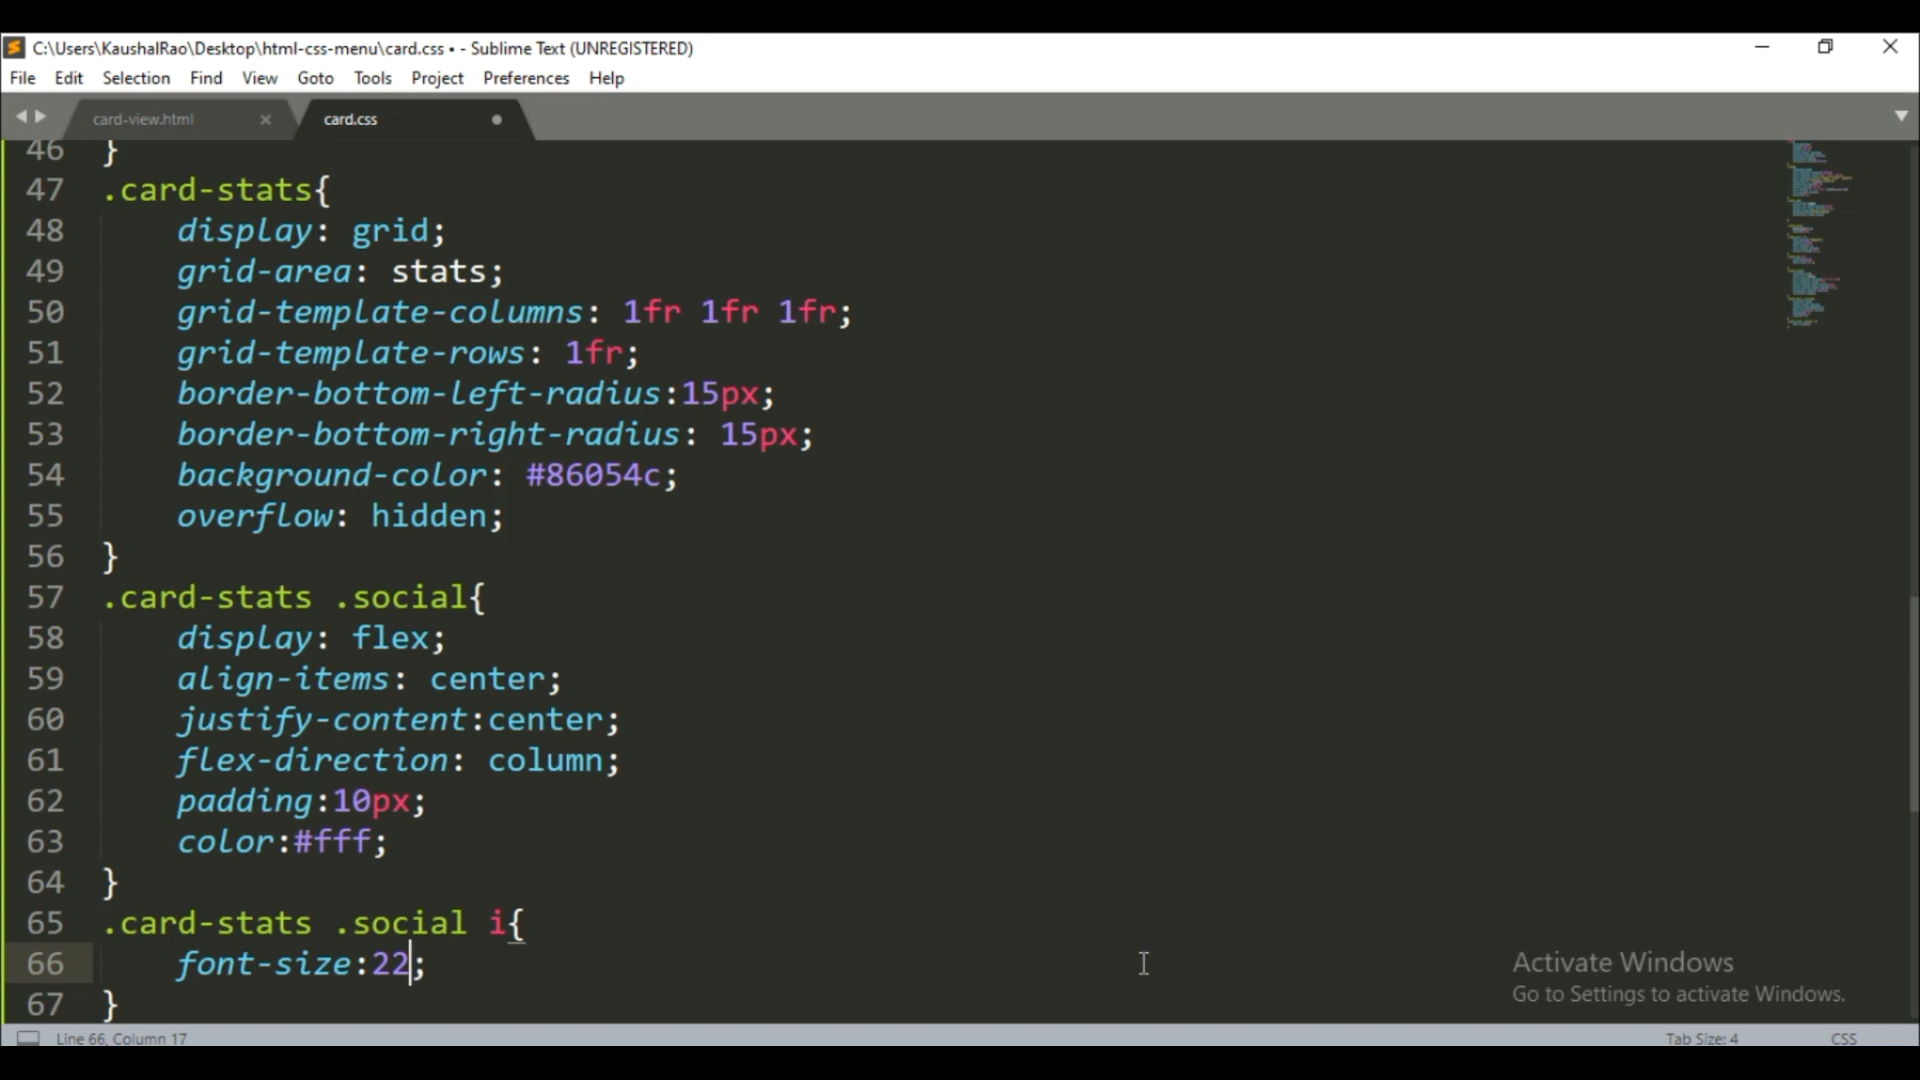 C:\Users\KaushalRao\Desktop\html-css-menu\card.css • - Sublime Text (UNREGISTERED)
File Edit Selection Find View Goto Tools Project Preferences Help
card-view.html card.css
46 }
47 .card-stats{
48 display: grid;
49 grid-area: stats;
50 grid-template-columns: 1fr 1fr 1fr;
51 grid-template-rows: 1fr;
52 border-bottom-left-radius:15px;
53 border-bottom-right-radius: 15px;
54 background-color: #86054c;
55 overflow: hidden;
56 }
57 .card-stats .social{
58 display: flex;
59 align-items: center;
60 justify-content:center;
61 flex-direction: column;
62 padding:10px;
63 color:#fff;
64 }
65 .card-stats .social i{
66 font-size:22;
67 }
Activate Windows
Go to Settings to activate Windows.
Line 66, Column 17 Tab Size: 4 CSS